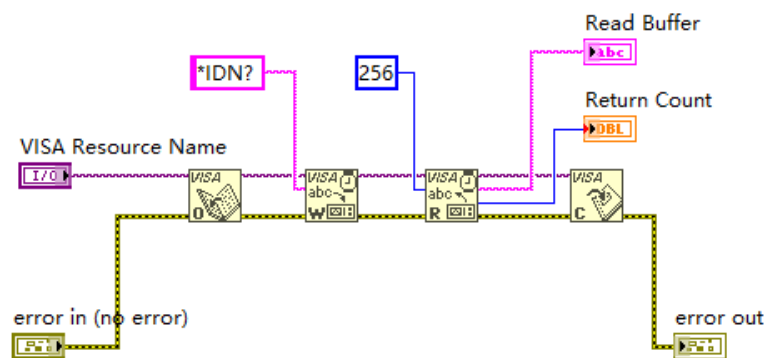 Read Buffer
abc
*IDN?
256
Return Count
DBL
VISA Resource Name
I/O
VISA
O
VISA
abc
W
VISA
abc
R
VISA
C
error in (no error)
error out